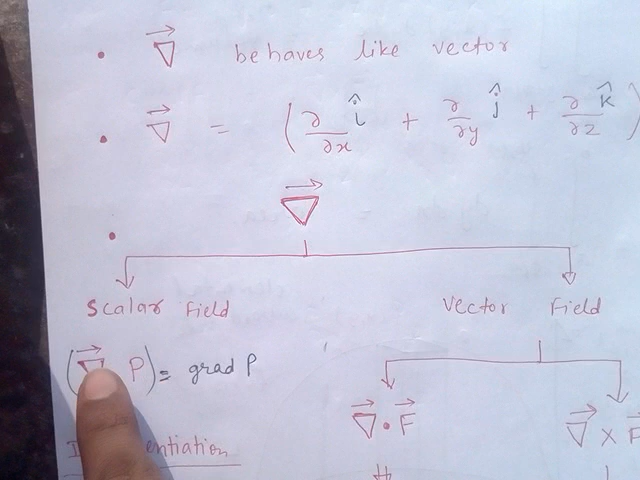 • ∇⃗ behaves like vector
• ∇⃗ = (∂/∂x î + ∂/∂y ĵ + ∂/∂z k̂)
• ∇⃗
Scalar Field Vector Field
(∇⃗ P) = grad P
∇⃗ • F⃗ ∇⃗ × F